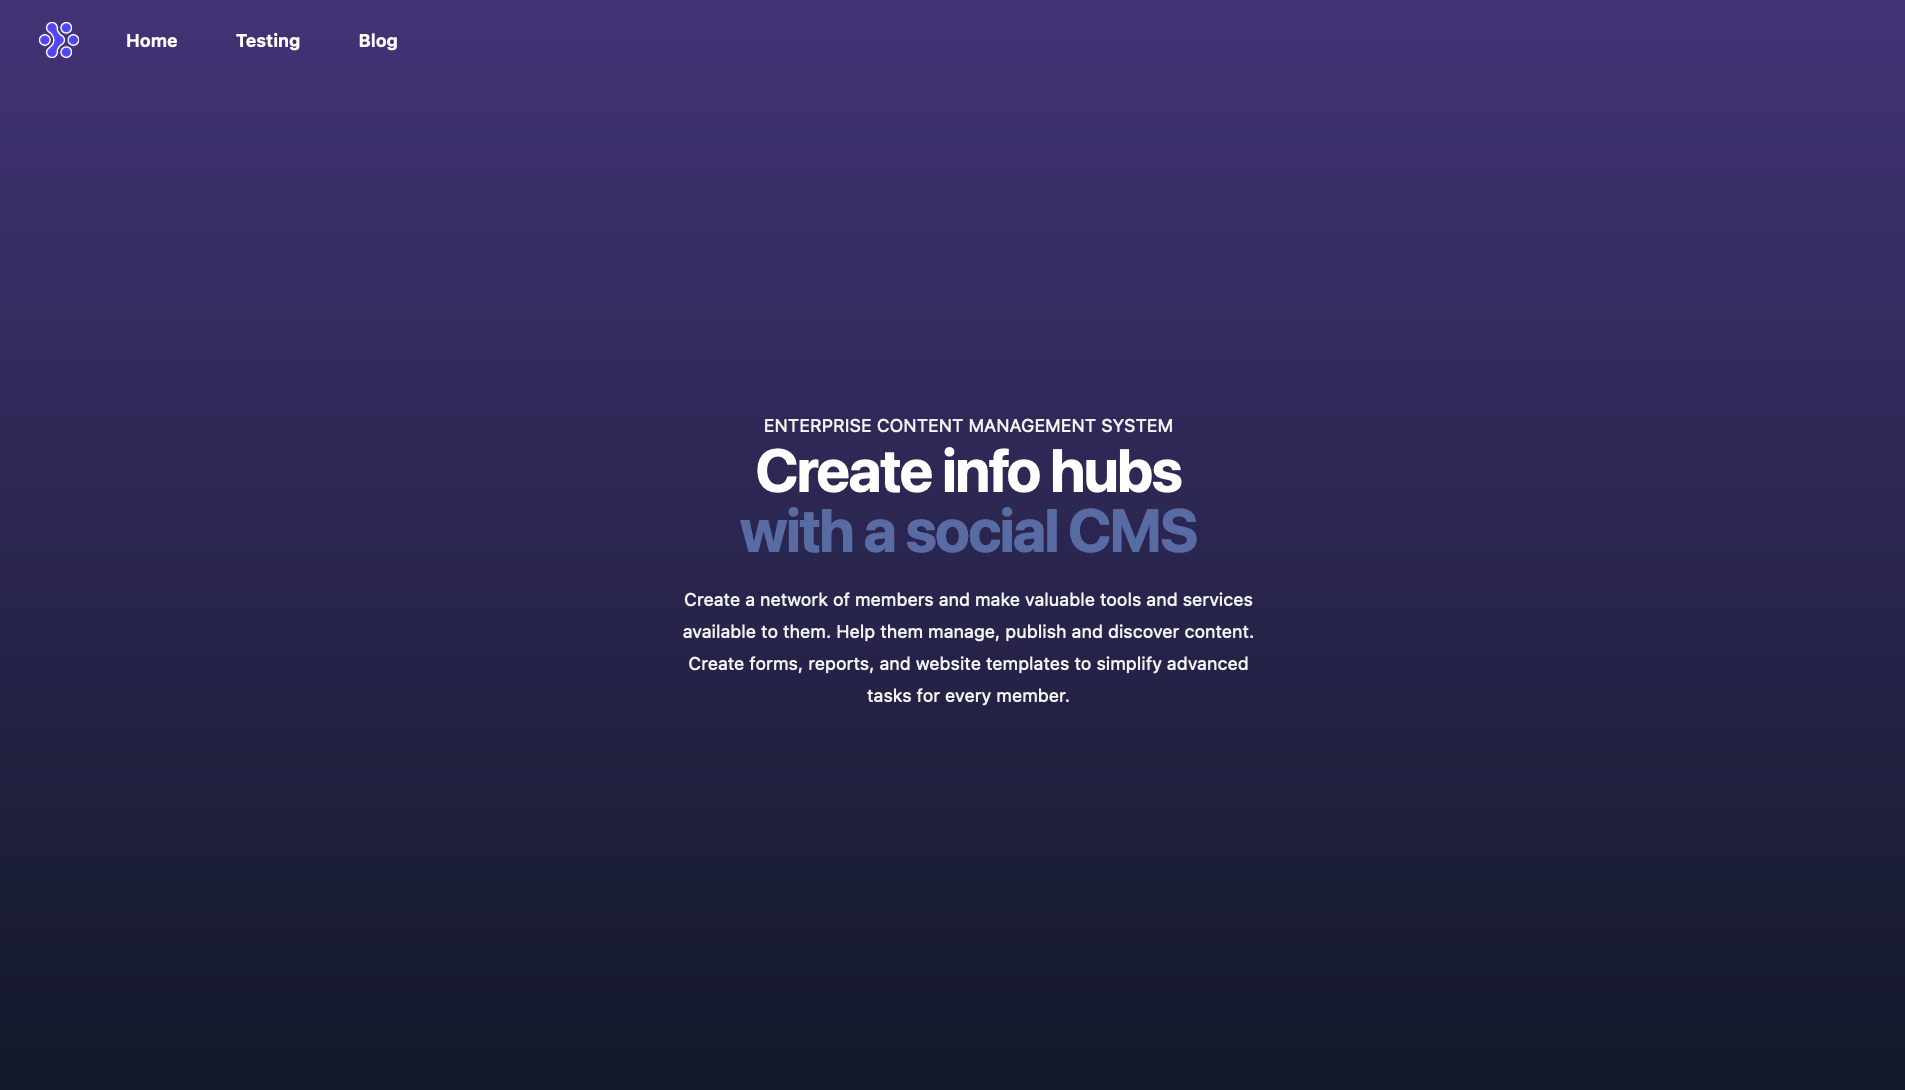 Home
Testing
Blog
ENTERPRISE CONTENT MANAGEMENT SYSTEM
Create info hubs
with a social CMS
Create a network of members and make valuable tools and services
available to them. Help them manage, publish and discover content.
Create forms, reports, and website templates to simplify advanced
tasks for every member.